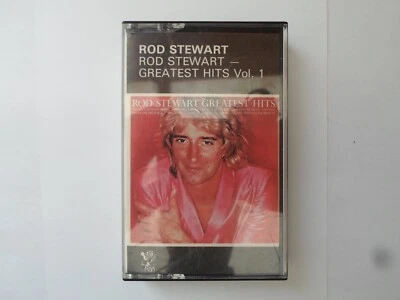 ROD STEWART
ROD STEWART —
GREATEST HITS Vol. 1
ROD STEWART GREATEST HITS